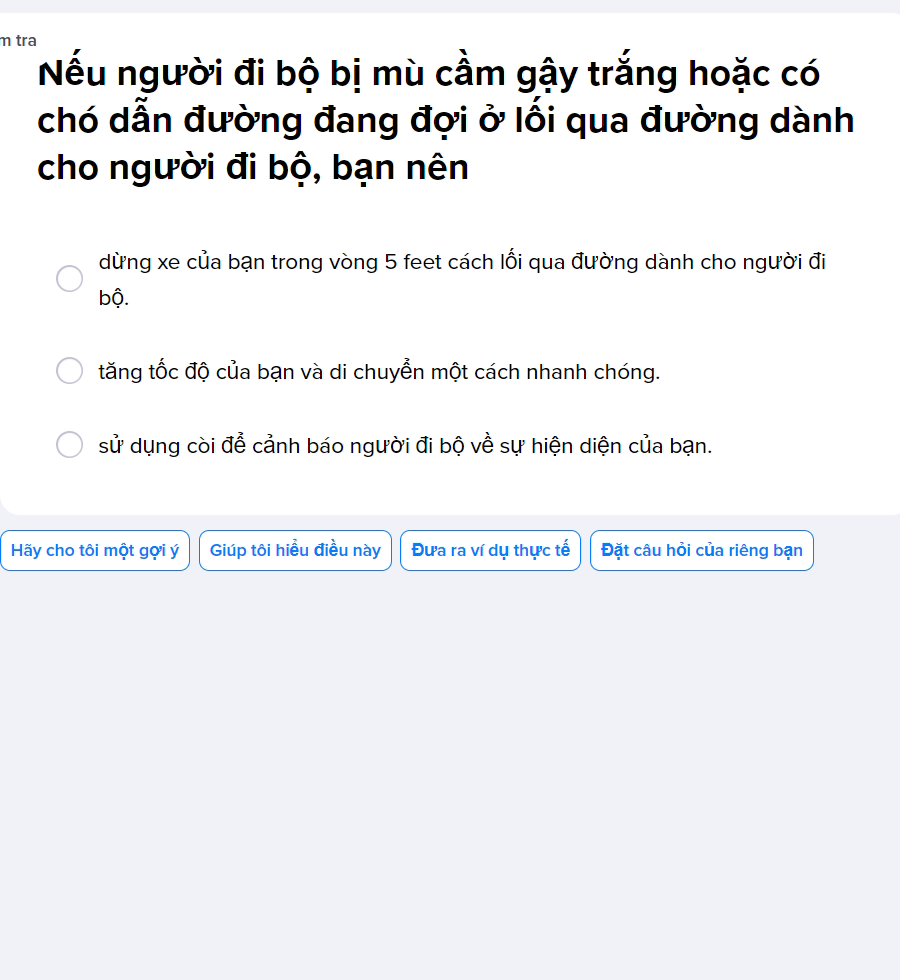 m tra
Nếu người đi bộ bị mù cầm gậy trắng hoặc có
chó dẫn đường đang đợi ở lối qua đường dành
cho người đi bộ, bạn nên
dừng xe của bạn trong vòng 5 feet cách lối qua đường dành cho người đi
bộ.
tăng tốc độ của bạn và di chuyển một cách nhanh chóng.
sử dụng còi để cảnh báo người đi bộ về sự hiện diện của bạn.
Hãy cho tôi một gợi ý
Giúp tôi hiểu điều này
Đưa ra ví dụ thực tế
Đặt câu hỏi của riêng bạn